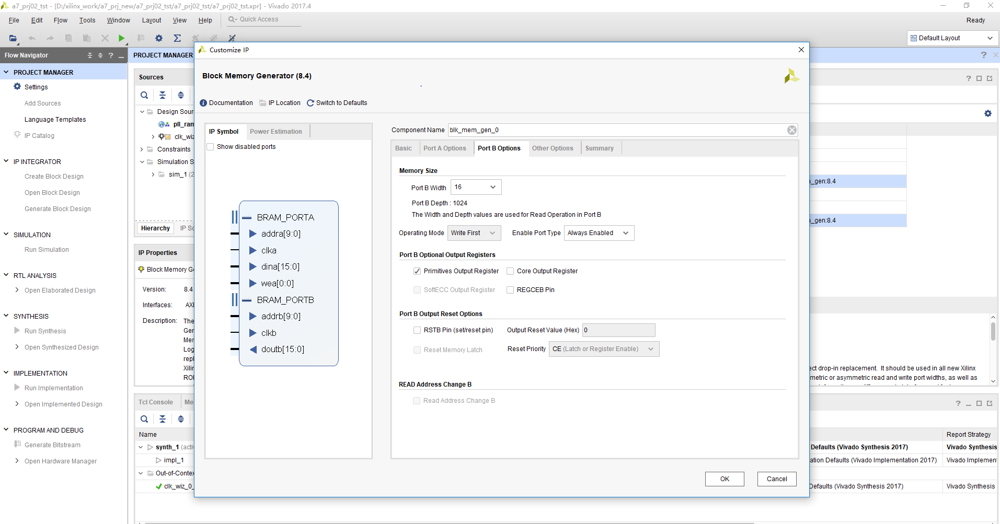 a7_prj02_tst - [D:/xilinx_work/a7_prj_new/a7_prj02_tst/a7_prj02_tst/a7_prj02_tst.xpr] - Vivado 2017.4
File Edit Flow Tools Window Layout View Help Quick Access
Ready
Default Layout
Flow Navigator
PROJECT MANAGER
Settings
Add Sources
Language Templates
IP Catalog
IP INTEGRATOR
Create Block Design
Open Block Design
Generate Block Design
SIMULATION
Run Simulation
RTL ANALYSIS
Open Elaborated Design
SYNTHESIS
Run Synthesis
Open Synthesized Design
IMPLEMENTATION
Run Implementation
Open Implemented Design
PROGRAM AND DEBUG
Generate Bitstream
Open Hardware Manager
PROJECT MANAGER
Sources
Design Sour
pll_ram
clk_wiz
Constraints
Simulation S
sim_1 (2
Hierarchy IP So
IP Properties
Block Memory Ge
Version: 8.4
Interfaces: AXI
Description: The
Gen
Mem
Log
repl
Xilin
ROM
Tcl Console Me
Name
synth_1 (activ
impl_1
Out-of-Contex
clk_wiz_0_
Customize IP
Block Memory Generator (8.4)
Documentation IP Location Switch to Defaults
IP Symbol Power Estimation
Show disabled ports
BRAM_PORTA
addra[9:0]
clka
dina[15:0]
wea[0:0]
BRAM_PORTB
addrb[9:0]
clkb
doutb[15:0]
Component Name blk_mem_gen_0
Basic Port A Options Port B Options Other Options Summary
Memory Size
Port B Width 16
Port B Depth : 1024
The Width and Depth values are used for Read Operation in Port B
Operating Mode Write First Enable Port Type Always Enabled
Port B Optional Output Registers
Primitives Output Register Core Output Register
SoftECC Output Register REGCEB Pin
Port B Output Reset Options
RSTB Pin (set/reset pin) Output Reset Value (Hex) 0
Reset Memory Latch Reset Priority CE (Latch or Register Enable)
READ Address Change B
Read Address Change B
OK Cancel
_gen:8.4
_gen:8.4
ect drop-in replacement. It should be used in all new Xilinx
metric or asymmetric read and write port widths, as well as
Report Strategy
Defaults (Vivado Synthesis 2017) Vivado Synthesis
ation Defaults (Vivado Implementation 2017) Vivado Implemen
Defaults (Vivado Synthesis 2017) Vivado Synthesis